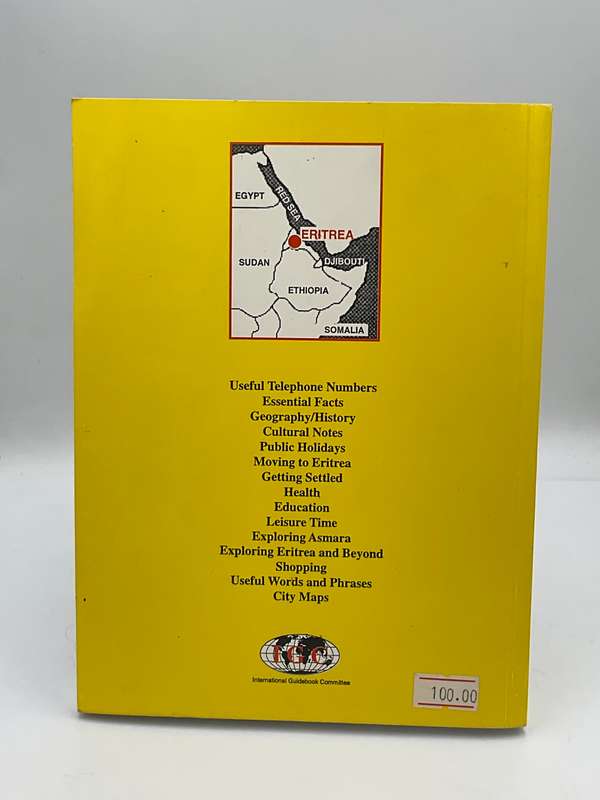 EGYPT
RED SEA
ERITREA
SUDAN
DJIBOUTI
ETHIOPIA
SOMALIA
Useful Telephone Numbers
Essential Facts
Geography/History
Cultural Notes
Public Holidays
Moving to Eritrea
Getting Settled
Health
Education
Leisure Time
Exploring Asmara
Exploring Eritrea and Beyond
Shopping
Useful Words and Phrases
City Maps
IGC
International Guidebook Committee
100.00